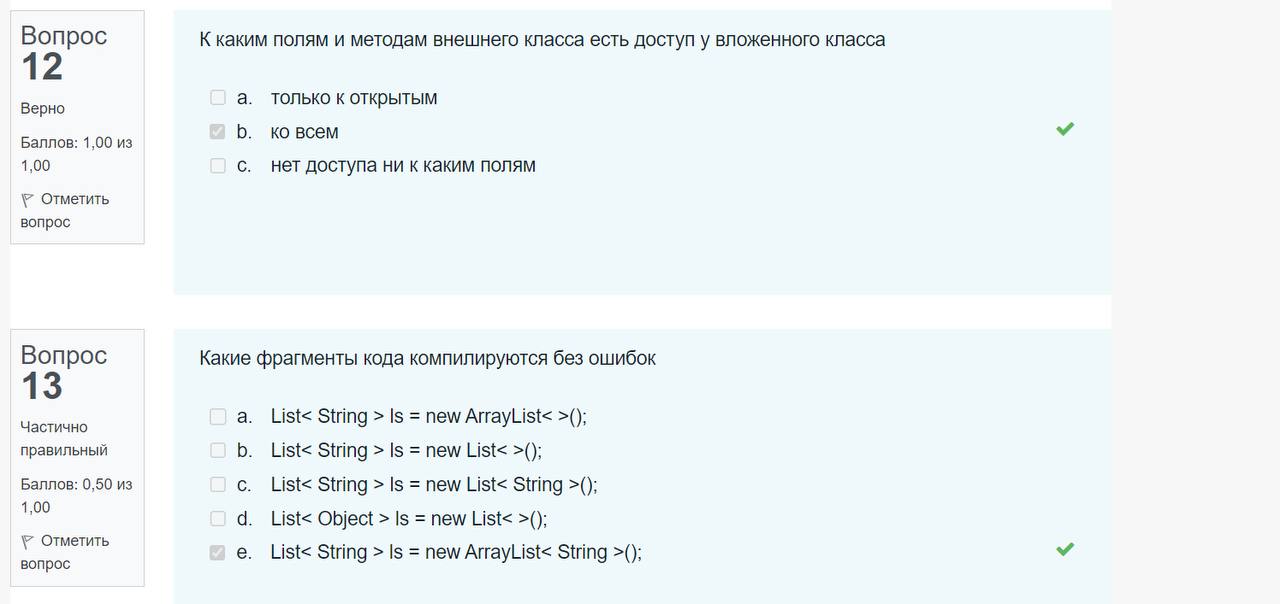 Вопрос
12
Верно
Баллов: 1,00 из
1,00
Отметить
вопрос
К каким полям и методам внешнего класса есть доступ у вложенного класса
a. только к открытым
b. ко всем
c. нет доступа ни к каким полям
Вопрос
13
Частично
правильный
Баллов: 0,50 из
1,00
Отметить
вопрос
Какие фрагменты кода компилируются без ошибок
a. List< String > ls = new ArrayList< >();
b. List< String > ls = new List< >();
c. List< String > ls = new List< String >();
d. List< Object > ls = new List< >();
e. List< String > ls = new ArrayList< String >();